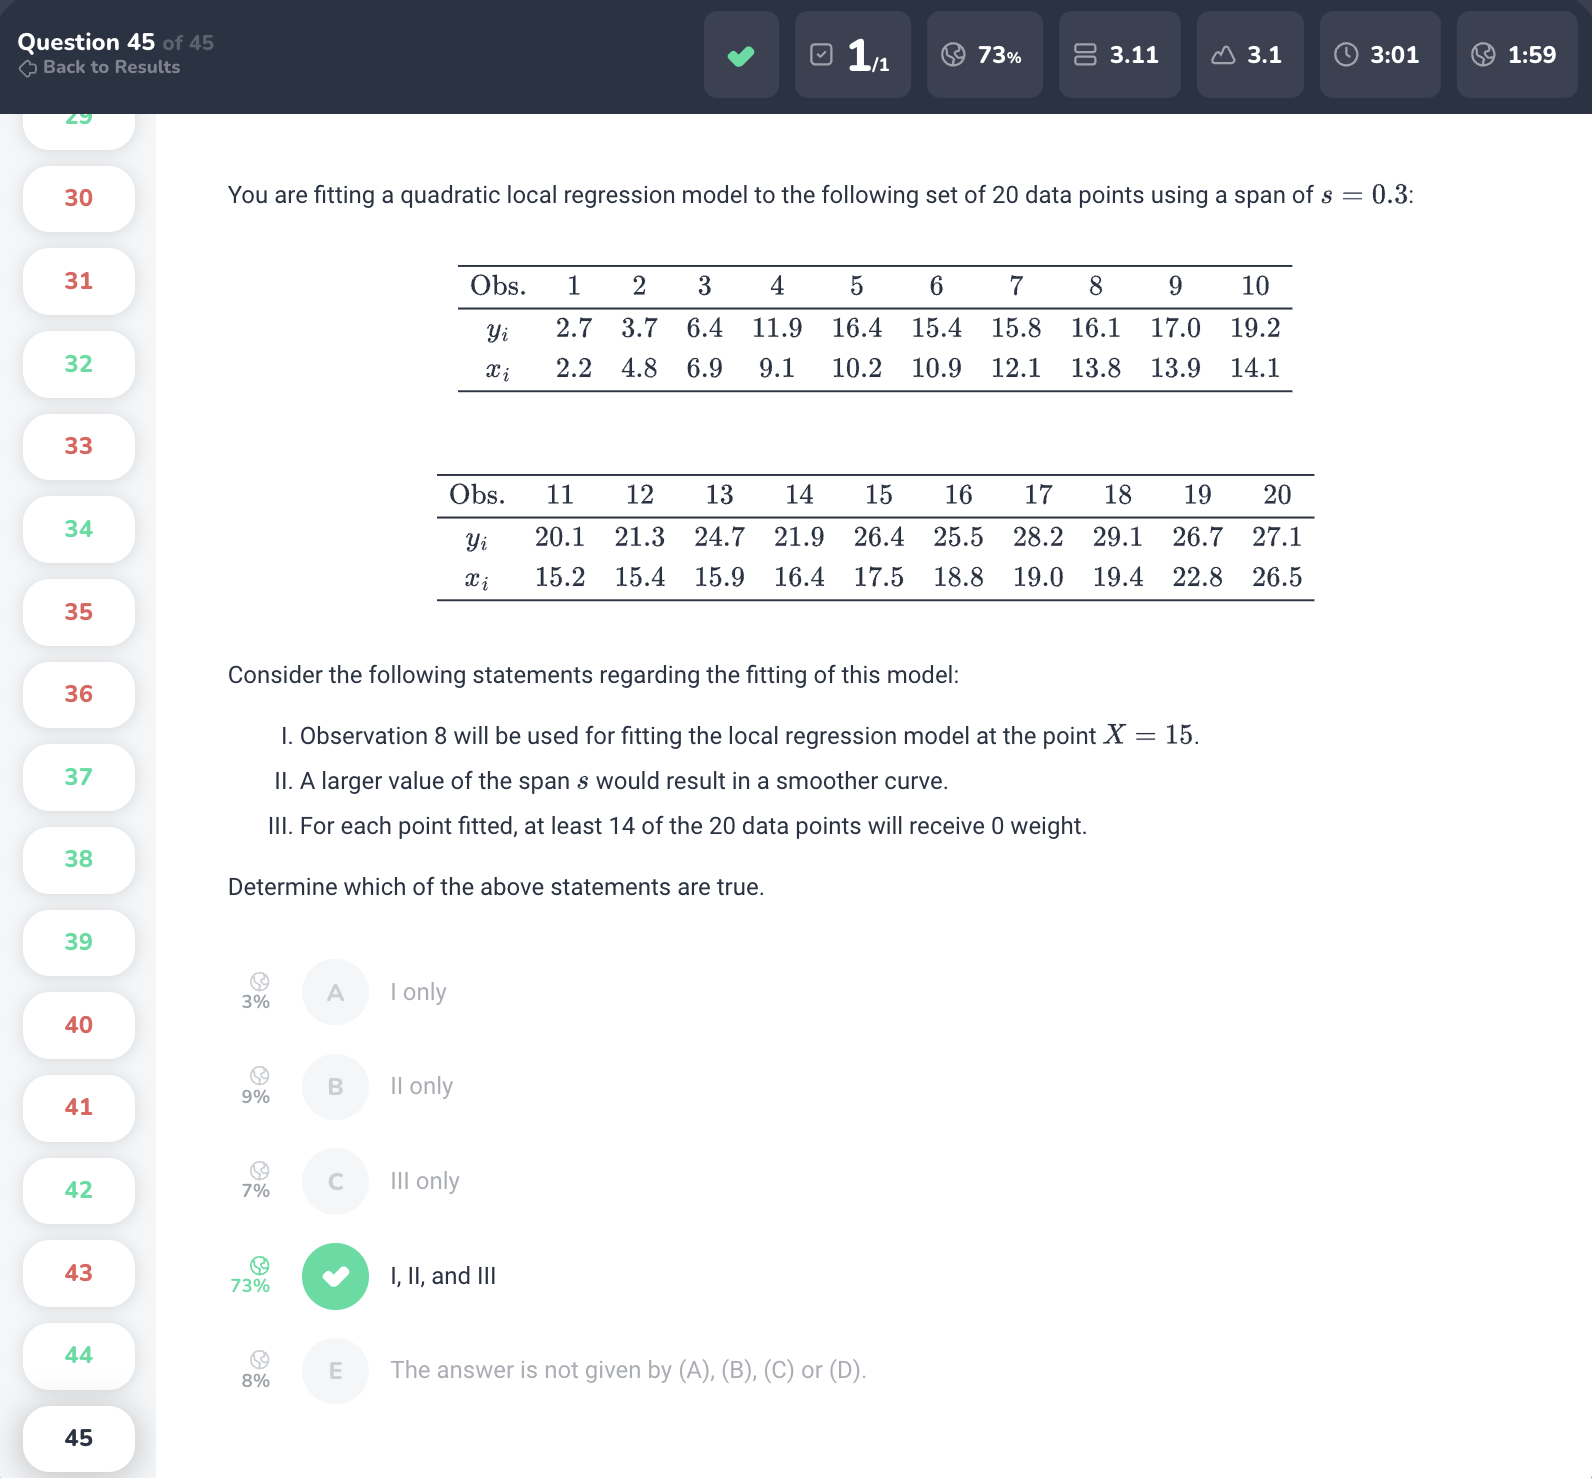 Question 45 of 45
Back to Results
1/1
73%
3.11
3.1
3:01
1:59
29
30
31
32
33
34
35
36
37
38
39
40
41
42
43
44
45
You are fitting a quadratic local regression model to the following set of 20 data points using a span of s = 0.3:
Obs. 1 2 3 4 5 6 7 8 9 10
yᵢ 2.7 3.7 6.4 11.9 16.4 15.4 15.8 16.1 17.0 19.2
xᵢ 2.2 4.8 6.9 9.1 10.2 10.9 12.1 13.8 13.9 14.1
Obs. 11 12 13 14 15 16 17 18 19 20
yᵢ 20.1 21.3 24.7 21.9 26.4 25.5 28.2 29.1 26.7 27.1
xᵢ 15.2 15.4 15.9 16.4 17.5 18.8 19.0 19.4 22.8 26.5
Consider the following statements regarding the fitting of this model:
I. Observation 8 will be used for fitting the local regression model at the point X = 15.
II. A larger value of the span s would result in a smoother curve.
III. For each point fitted, at least 14 of the 20 data points will receive 0 weight.
Determine which of the above statements are true.
3% A I only
9% B II only
7% C III only
73% I, II, and III
8% E The answer is not given by (A), (B), (C) or (D).